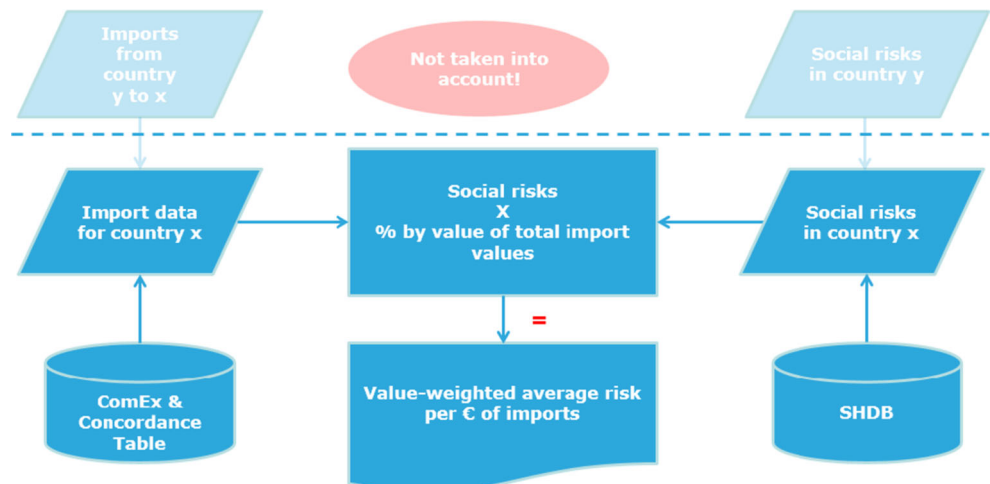 Imports
from
country
y to x
Not taken into
account!
Social risks
in country y
Import data
for country x
Social risks
X
% by value of total import
values
Social risks
in country x
=
ComEx &
Concordance
Table
Value-weighted average risk
per € of imports
SHDB